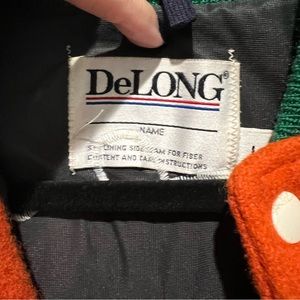 DeLONG®
NAME
SEE LINING SIDE SEAM FOR FIBER
CONTENT AND CARE INSTRUCTIONS
L